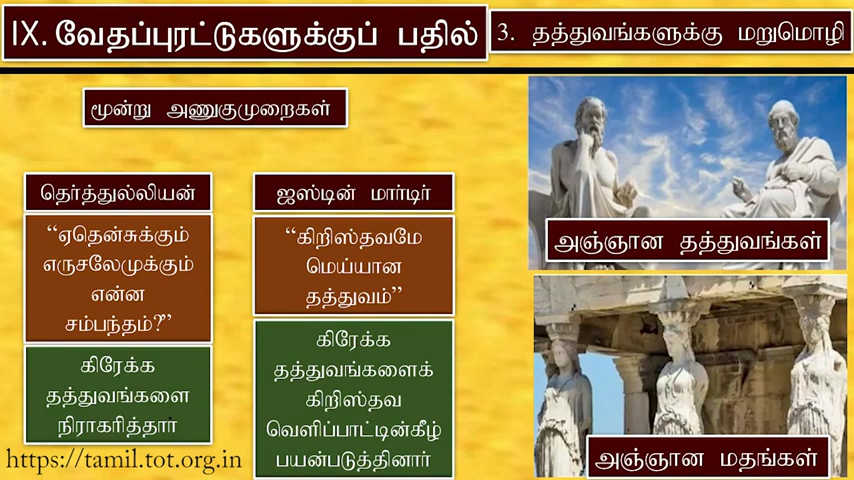 IX. வேதப்புரட்டுகளுக்குப் பதில்
3. தத்துவங்களுக்கு மறுமொழி
மூன்று அணுகுமுறைகள்
தெர்த்துல்லியன்
“ஏதென்சுக்கும்
எருசலேமுக்கும்
என்ன
சம்பந்தம்?”
கிரேக்க
தத்துவங்களை
நிராகரித்தார்
ஜஸ்டின் மார்டிர்
“கிறிஸ்தவமே
மெய்யான
தத்துவம்”
கிரேக்க
தத்துவங்களைக்
கிறிஸ்தவ
வெளிப்பாட்டின்கீழ்
பயன்படுத்தினார்
அஞ்ஞான தத்துவங்கள்
அஞ்ஞான மதங்கள்
https://tamil.tot.org.in